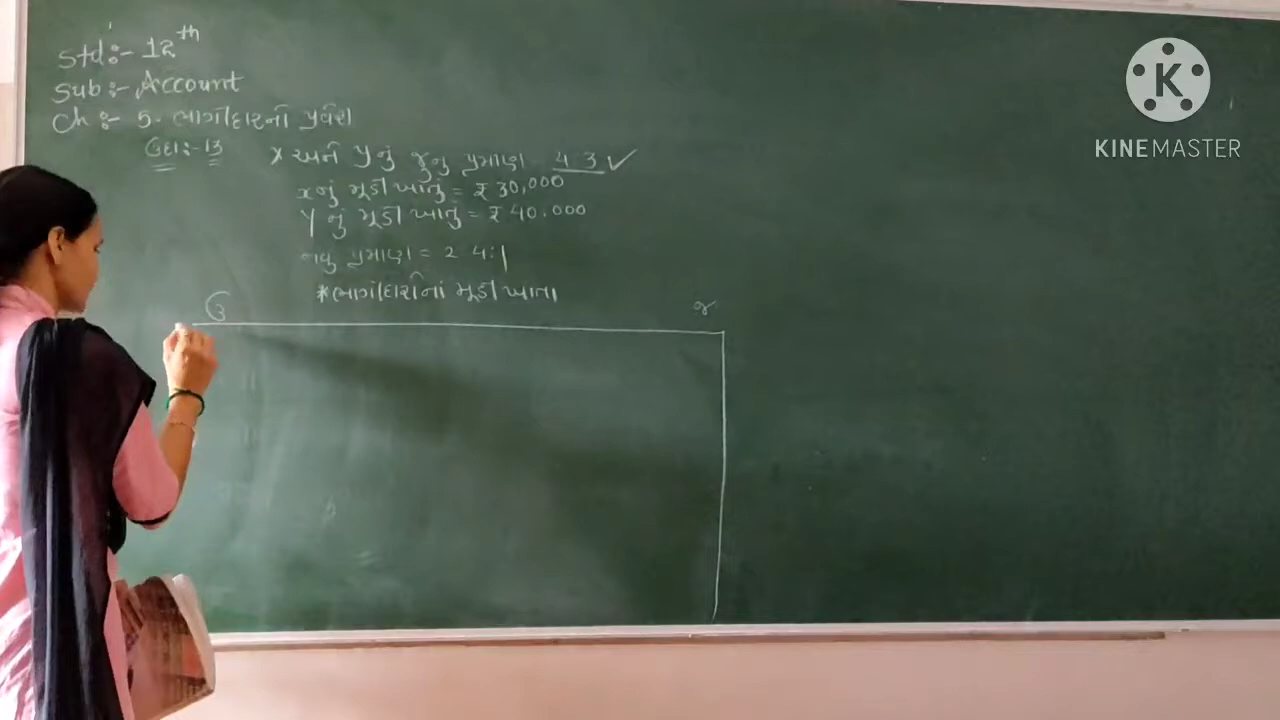 Std :- 12th
Sub :- Account
Ch :- 5. ભાગીદારનો પ્રવેશ
ઉદા :- 13
x અને y નું જૂનુ પ્રમાણ 4 3 ✓
x નું મૂડી ખાતું = ₹ 30,000
y નું મૂડી ખાતું = ₹ 40.000
નવુ પ્રમાણ = 2 4:1
* ભાગીદારોના મૂડી ખાતા
ઉ જ
K
KINEMASTER